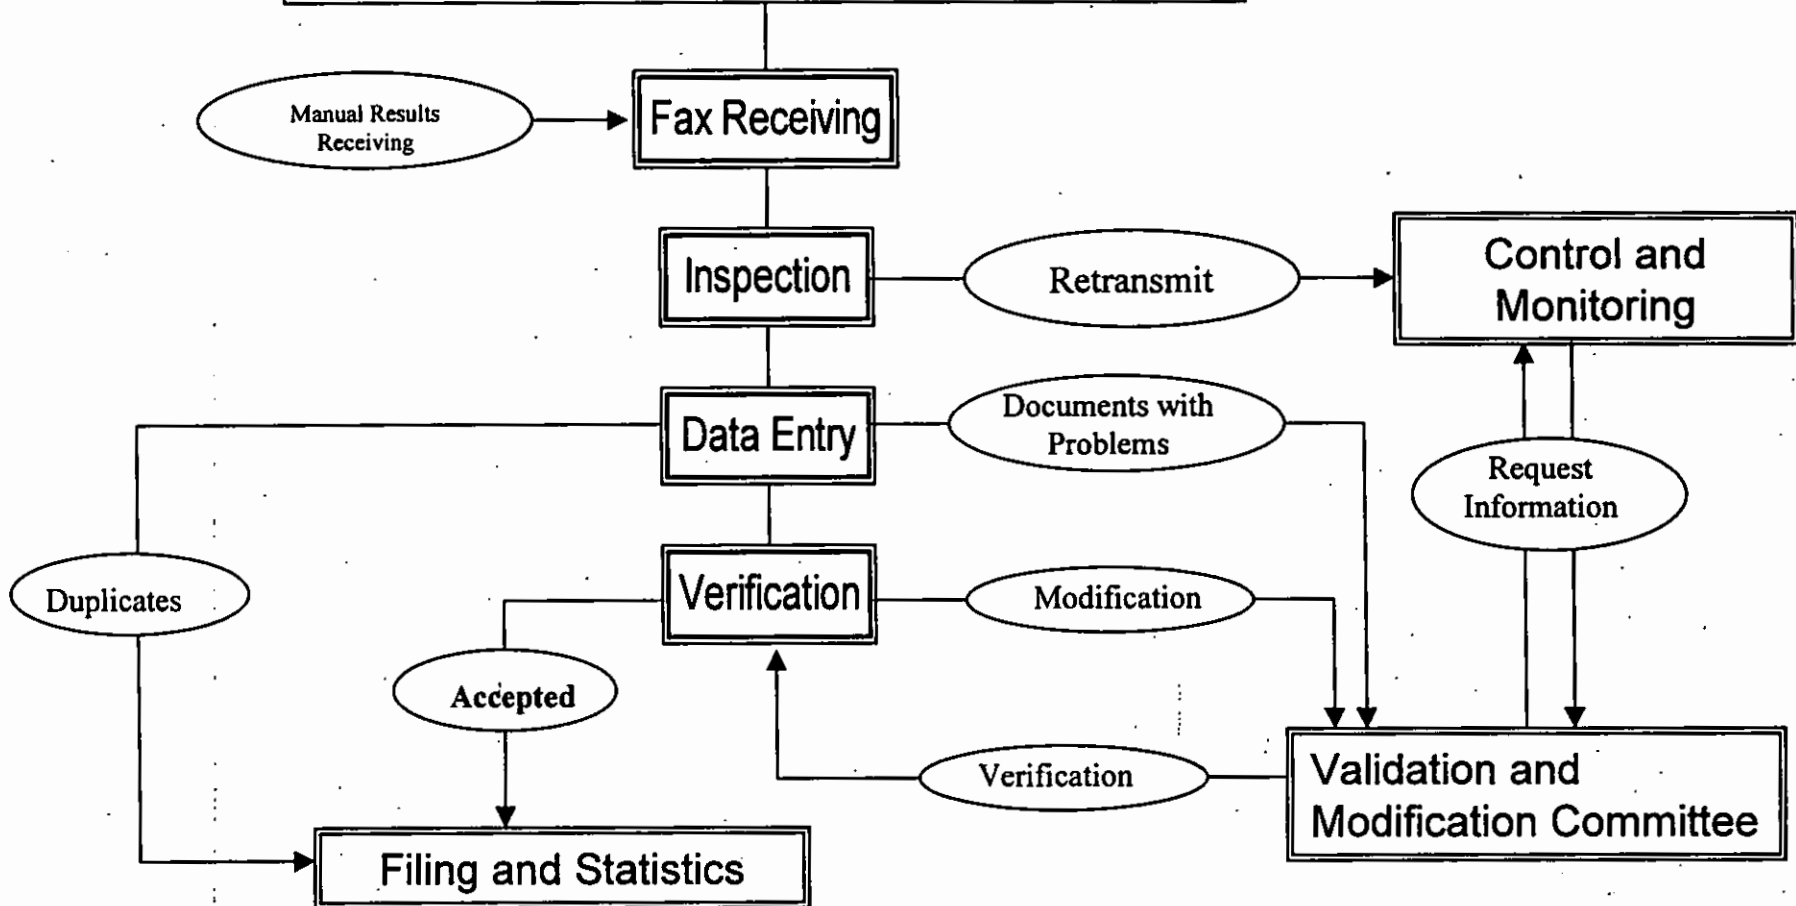 Manual Results
Receiving
Fax Receiving
Inspection
Retransmit
Control and
Monitoring
Data Entry
Documents with
Problems
Request
Information
Duplicates
Verification
Modification
Accepted
Verification
Validation and
Modification Committee
Filing and Statistics